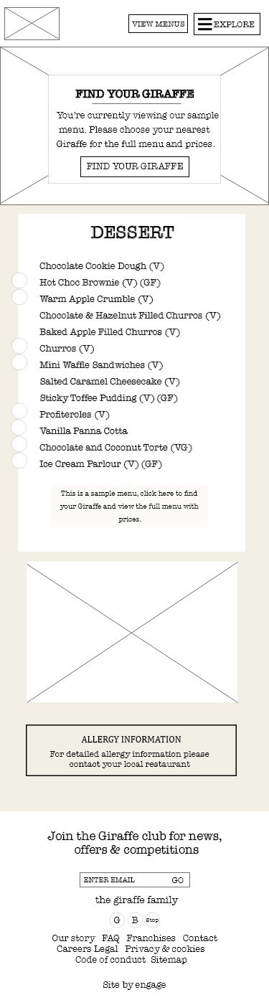 VIEW MENUS
EXPLORE
FIND YOUR GIRAFFE
You're currently viewing our sample
menu. Please choose your nearest
Giraffe for the full menu and prices.
FIND YOUR GIRAFFE
DESSERT
Chocolate Cookie Dough (V)
Hot Choc Brownie (V) (GF)
Warm Apple Crumble (V)
Chocolate & Hazelnut Filled Churros (V)
Baked Apple Filled Churros (V)
Churros (V)
Mini Waffle Sandwiches (V)
Salted Caramel Cheesecake (V)
Sticky Toffee Pudding (V) (GF)
Profiteroles (V)
Vanilla Panna Cotta
Chocolate and Coconut Torte (VG)
Ice Cream Parlour (V) (GF)
This is a sample menu, click here to find
your Giraffe and view the full menu with
prices.
ALLERGY INFORMATION
For detailed allergy information please
contact your local restaurant
Join the Giraffe club for news,
offers & competitions
ENTER EMAIL GO
the giraffe family
G B Stop
Our story FAQ Franchises Contact
Careers Legal Privacy & cookies
Code of conduct Sitemap
Site by engage